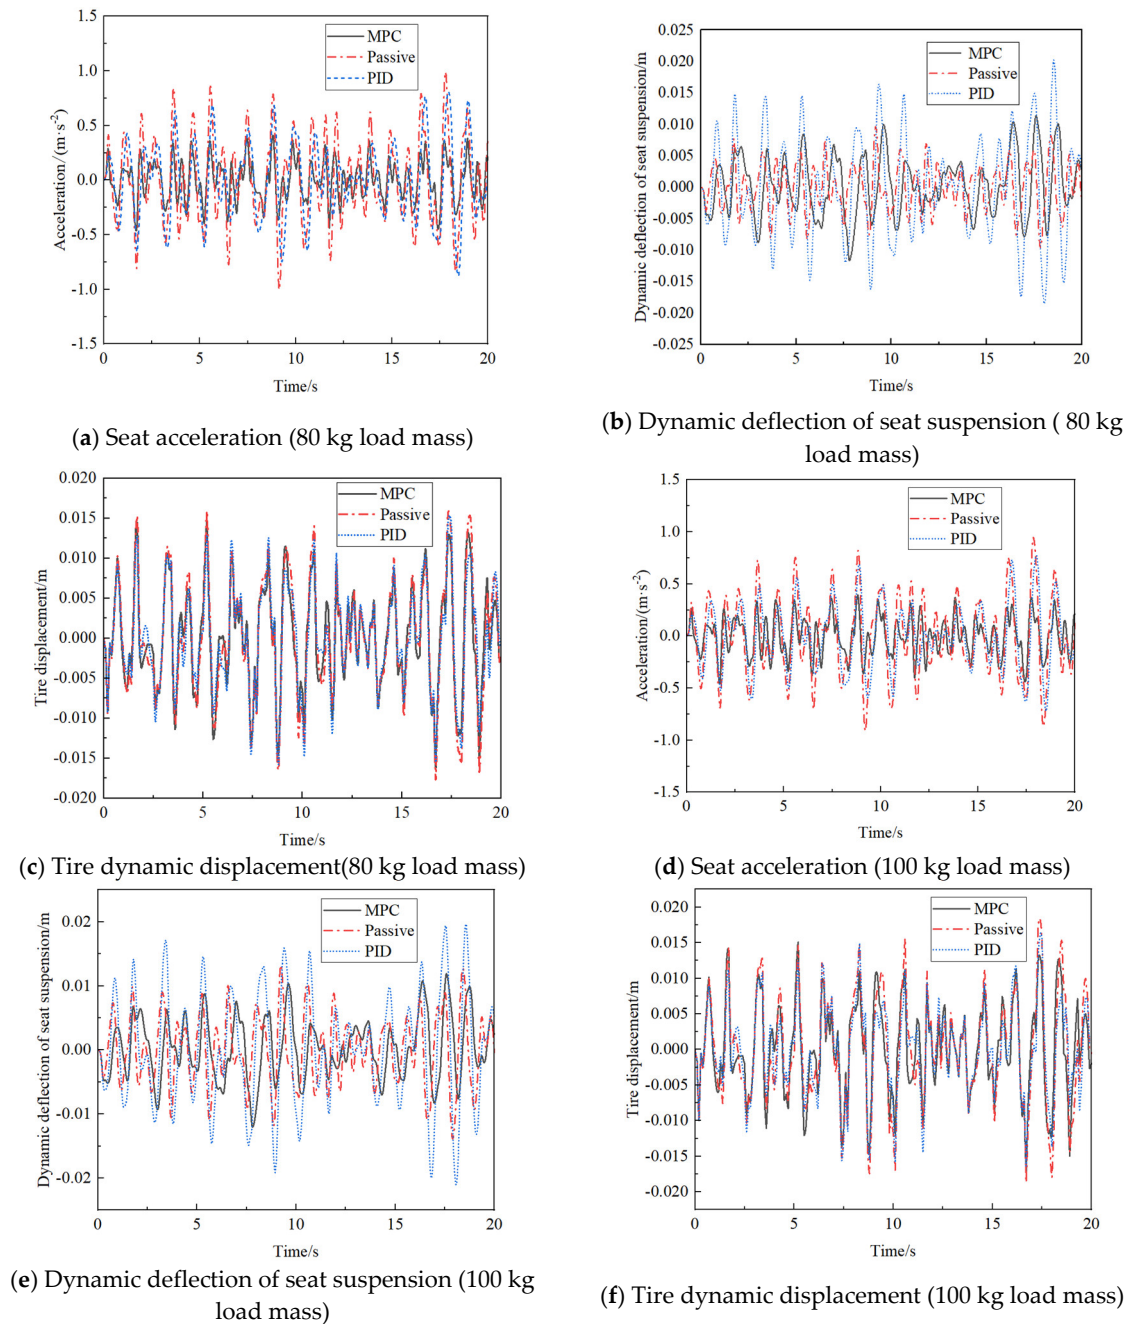 1.5
1.0
0.5
0.0
-0.5
-1.0
-1.5
Acceleration/(m·s⁻²)
MPC
Passive
PID
0 5 10 15 20
Time/s
(a) Seat acceleration (80 kg load mass)
0.025
0.020
0.015
0.010
0.005
0.000
-0.005
-0.010
-0.015
-0.020
-0.025
Dynamic deflection of seat suspension/m
MPC
Passive
PID
0 5 10 15 20
Time/s
(b) Dynamic deflection of seat suspension ( 80 kg
load mass)
0.020
0.015
0.010
0.005
0.000
-0.005
-0.010
-0.015
-0.020
Tire displacement/m
MPC
Passive
PID
0 5 10 15 20
Time/s
(c) Tire dynamic displacement(80 kg load mass)
1.5
1.0
0.5
0.0
-0.5
-1.0
-1.5
Acceleration/(m·s⁻²)
MPC
Passive
PID
0 5 10 15 20
Time/s
(d) Seat acceleration (100 kg load mass)
0.02
0.01
0.00
-0.01
-0.02
Dynamic deflection of seat suspension/m
MPC
Passive
PID
0 5 10 15 20
Time/s
(e) Dynamic deflection of seat suspension (100 kg
load mass)
0.020
0.015
0.010
0.005
0.000
-0.005
-0.010
-0.015
-0.020
Tire displacement/m
MPC
Passive
PID
0 5 10 15 20
Time/s
(f) Tire dynamic displacement (100 kg load mass)